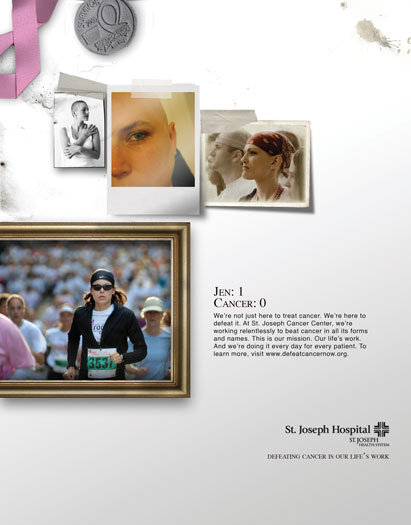 JEN: 1
CANCER: 0
We're not just here to treat cancer. We're here to
defeat it. At St. Joseph Cancer Center, we're
working relentlessly to beat cancer in all its forms
and names. This is our mission. Our life's work.
And we're doing it every day for every patient. To
learn more, visit www.defeatcancernow.org.
3537
St. Joseph Hospital
ST. JOSEPH
HEALTH SYSTEM
DEFEATING CANCER IS OUR LIFE'S WORK